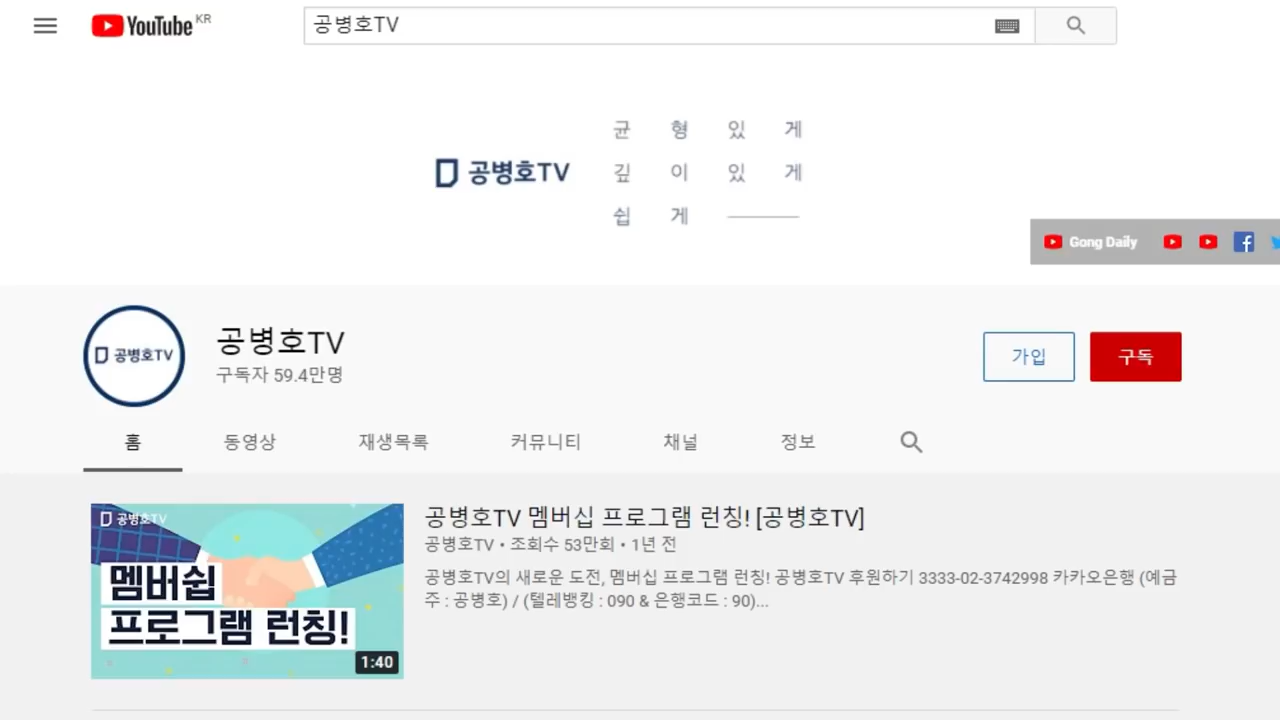 YouTube KR
공병호TV
균 형 있 게
공병호TV
깊 이 있 게
쉽 게
Gong Daily
공병호TV
공병호TV
구독자 59.4만명
가입
구독
홈
동영상
재생목록
커뮤니티
채널
정보
공병호TV
멤버쉽
프로그램 런칭!
1:40
공병호TV 멤버십 프로그램 런칭! [공병호TV]
공병호TV • 조회수 53만회 • 1년 전
공병호TV의 새로운 도전, 멤버십 프로그램 런칭! 공병호TV 후원하기 3333-02-3742998 카카오은행 (예금
주 : 공병호) / (텔레뱅킹 : 090 & 은행코드 : 90)...